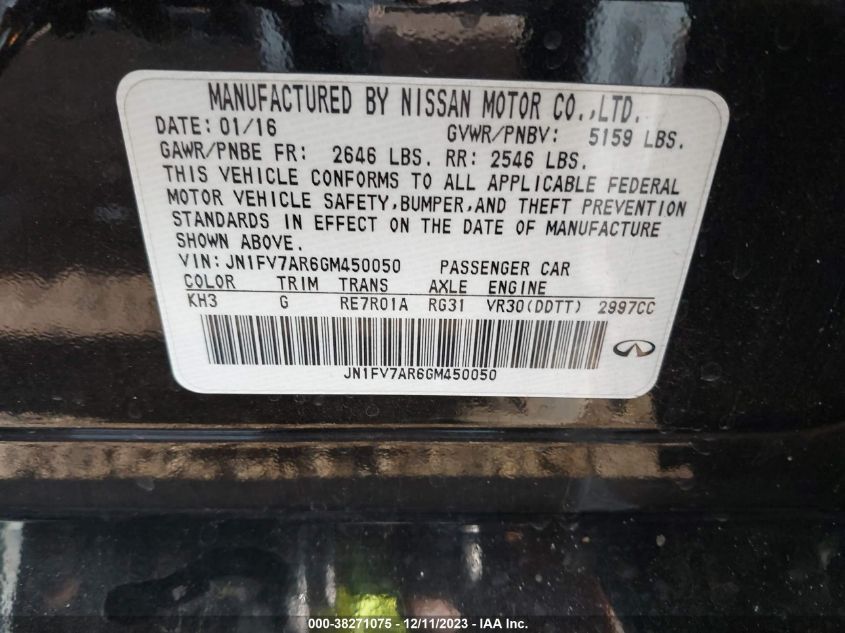 MANUFACTURED BY NISSAN MOTOR CO.,LTD.
DATE: 01/16 GVWR/PNBV: 5159 LBS.
GAWR/PNBE FR: 2646 LBS. RR: 2546 LBS.
THIS VEHICLE CONFORMS TO ALL APPLICABLE FEDERAL
MOTOR VEHICLE SAFETY,BUMPER,AND THEFT PREVENTION
STANDARDS IN EFFECT ON THE DATE OF MANUFACTURE
SHOWN ABOVE.
VIN: JN1FV7AR6GM450050 PASSENGER CAR
COLOR TRIM TRANS AXLE ENGINE
KH3 G RE7R01A RG31 VR30(DDTT) 2997CC
JN1FV7AR6GM450050
000-38271075 - 12/11/2023 - IAA Inc.